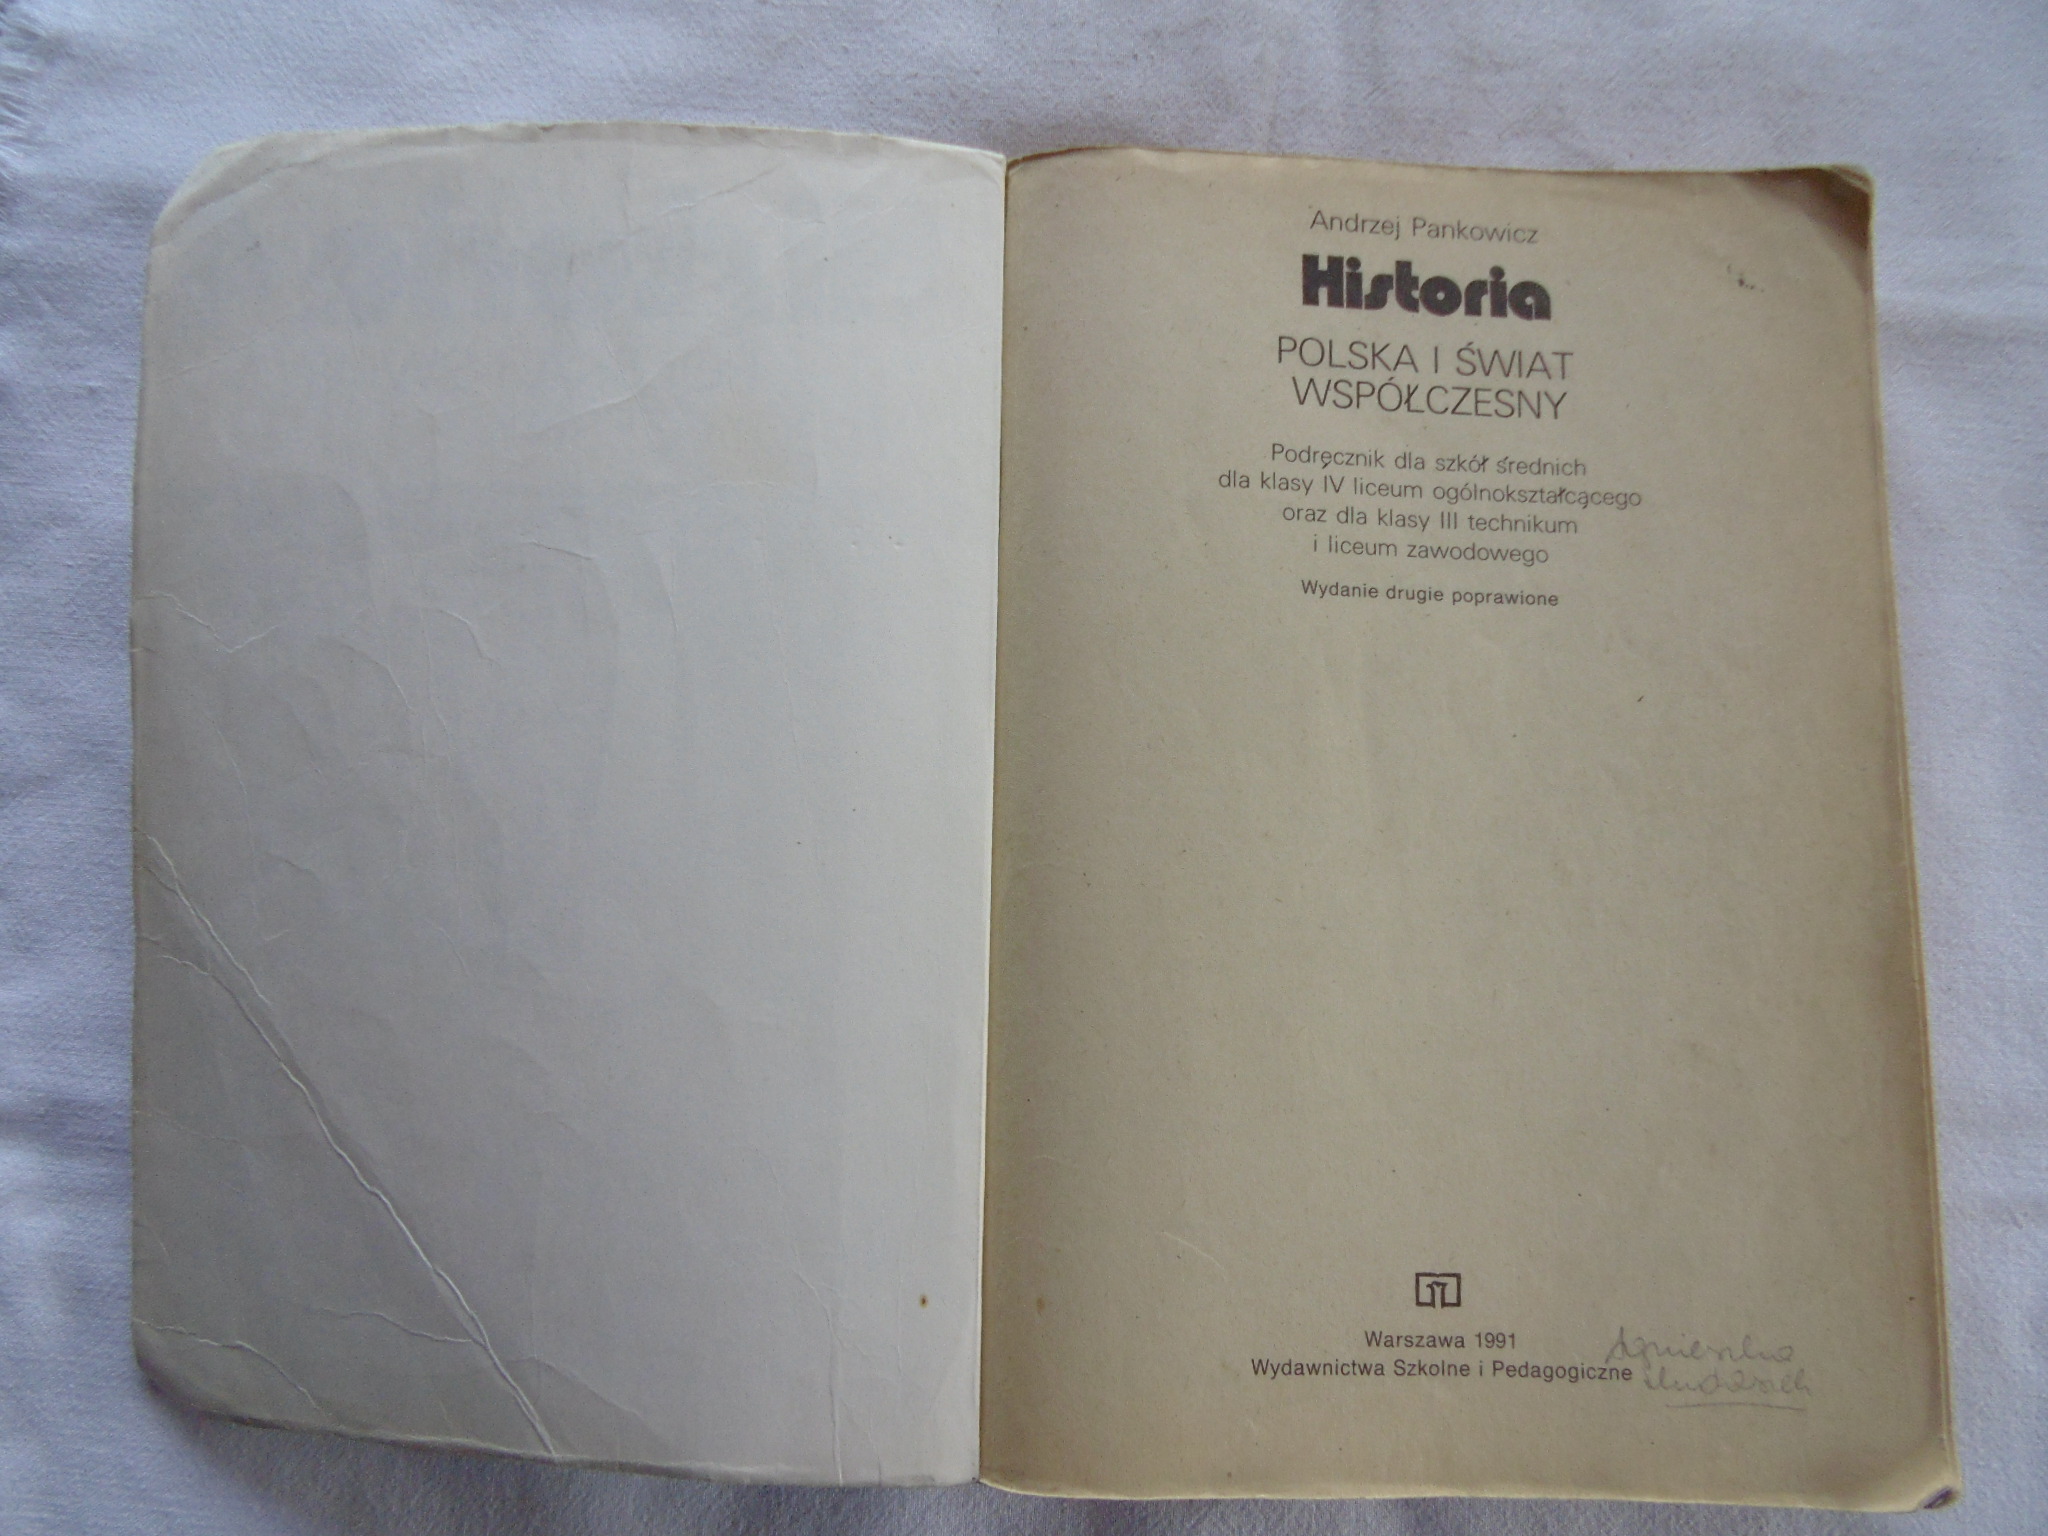 Andrzej Pankowicz
Historia
POLSKA I ŚWIAT
WSPÓŁCZESNY
Podręcznik dla szkół średnich
dla klasy IV liceum ogólnokształcącego
oraz dla klasy III technikum
i liceum zawodowego
Wydanie drugie poprawione
Warszawa 1991
Wydawnictwa Szkolne i Pedagogiczne
Agnieszka